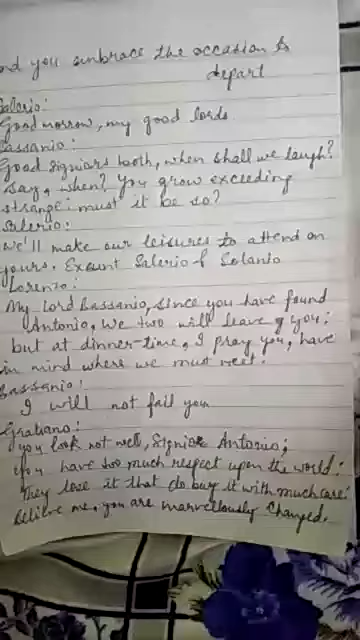 nd you embrace the occasion to
depart
Salerio:
Good morrow, my good lords.
Bassanio:
Good signiors both, when shall we laugh?
Say, when? You grow exceeding
strange: must it be so?
Salerio:
We'll make our leisures to attend on
yours. Exeunt Salerio & Solanio
Lorenzo:
My Lord Bassanio, since you have found
Antonio, We two will leave you:
but at dinner-time, I pray you, have
in mind where we must meet.
Bassanio:
I will not fail you
Gratiano:
you look not well, Signior Antonio;
You have too much respect upon the world:
They lose it that do buy it with much care:
Believe me, you are marvellously Changed.